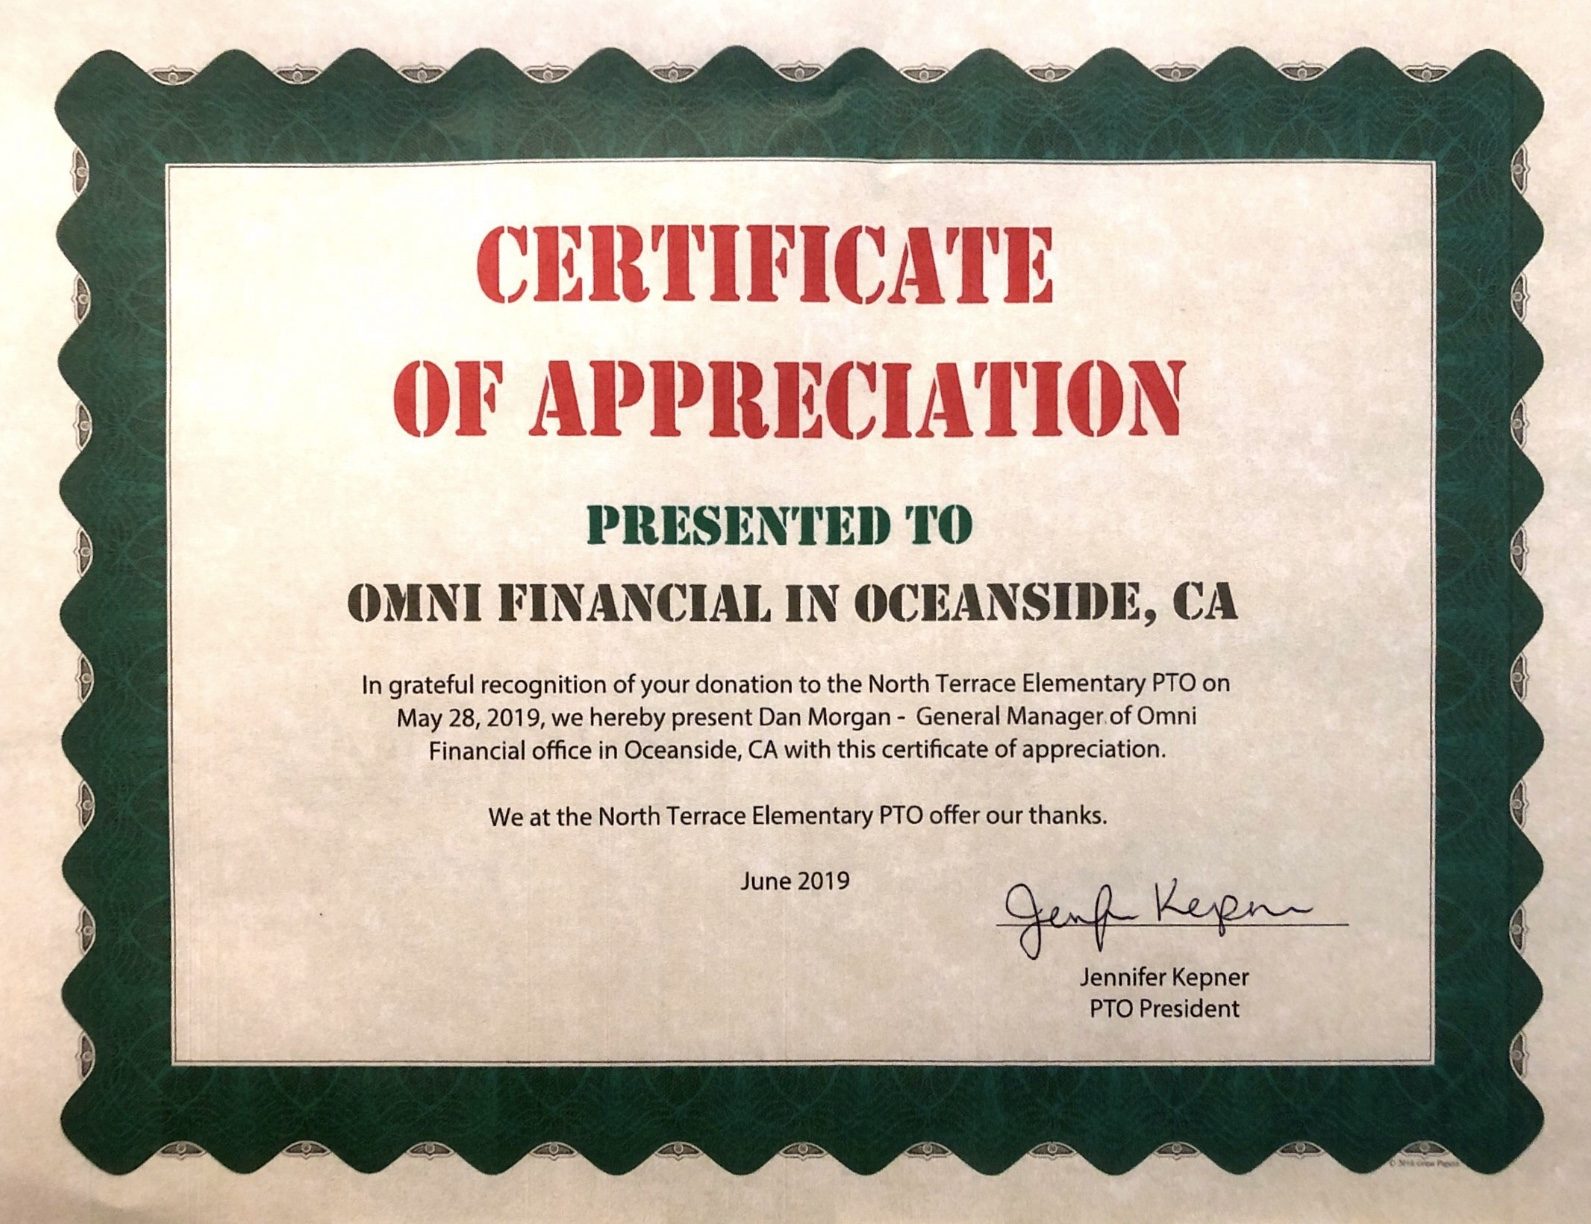 CERTIFICATE
OF APPRECIATION
PRESENTED TO
OMNI FINANCIAL IN OCEANSIDE, CA
In grateful recognition of your donation to the North Terrace Elementary PTO on
May 28, 2019, we hereby present Dan Morgan - General Manager of Omni
Financial office in Oceanside, CA with this certificate of appreciation.
We at the North Terrace Elementary PTO offer our thanks.
June 2019
Jennifer Kepner
PTO President